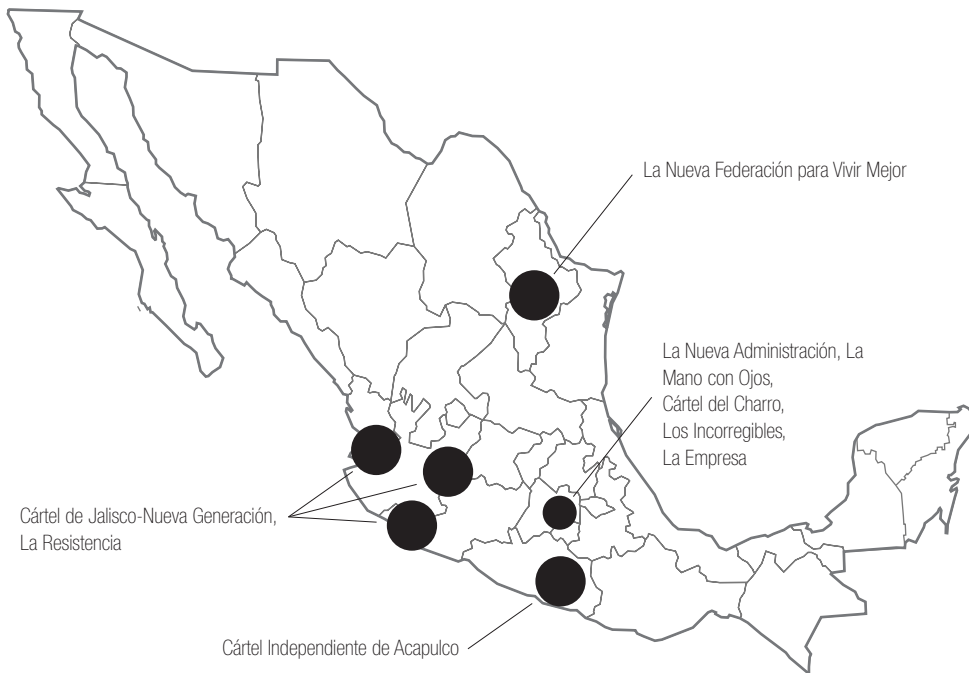 La Nueva Federación para Vivir Mejor
La Nueva Administración, La
Mano con Ojos,
Cártel del Charro,
Los Incorregibles,
La Empresa
Cártel de Jalisco-Nueva Generación,
La Resistencia
Cártel Independiente de Acapulco